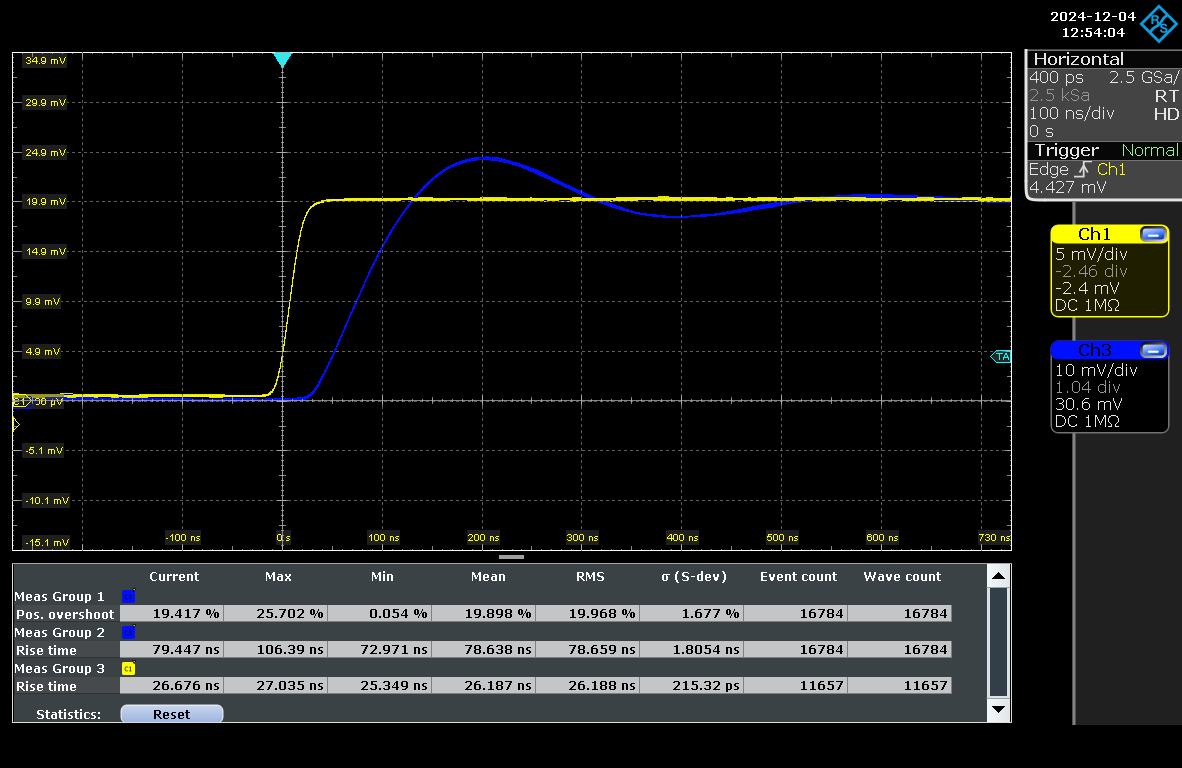 2024-12-04
12:54:04
R S
Horizontal
400 ps 2.5 GSa/
2.5 kSa RT
100 ns/div HD
0 s
Trigger Normal
Edge Ch1
4.427 mV
Ch1
5 mV/div
-2.46 div
-2.4 mV
DC 1MΩ
Ch3
10 mV/div
1.04 div
30.6 mV
DC 1MΩ
34.9 mV
29.9 mV
24.9 mV
19.9 mV
14.9 mV
9.9 mV
4.9 mV
TA
-5.1 mV
-10.1 mV
-15.1 mV
-100 ns 0 s 100 ns 200 ns 300 ns 400 ns 500 ns 600 ns 730 ns
Current Max Min Mean RMS σ (S-dev) Event count Wave count
Meas Group 1 C3
Pos. overshoot 19.417 % 25.702 % 0.054 % 19.898 % 19.968 % 1.677 % 16784 16784
Meas Group 2 C3
Rise time 79.447 ns 106.39 ns 72.971 ns 78.638 ns 78.659 ns 1.8054 ns 16784 16784
Meas Group 3 C1
Rise time 26.676 ns 27.035 ns 25.349 ns 26.187 ns 26.188 ns 215.32 ps 11657 11657
Statistics: Reset